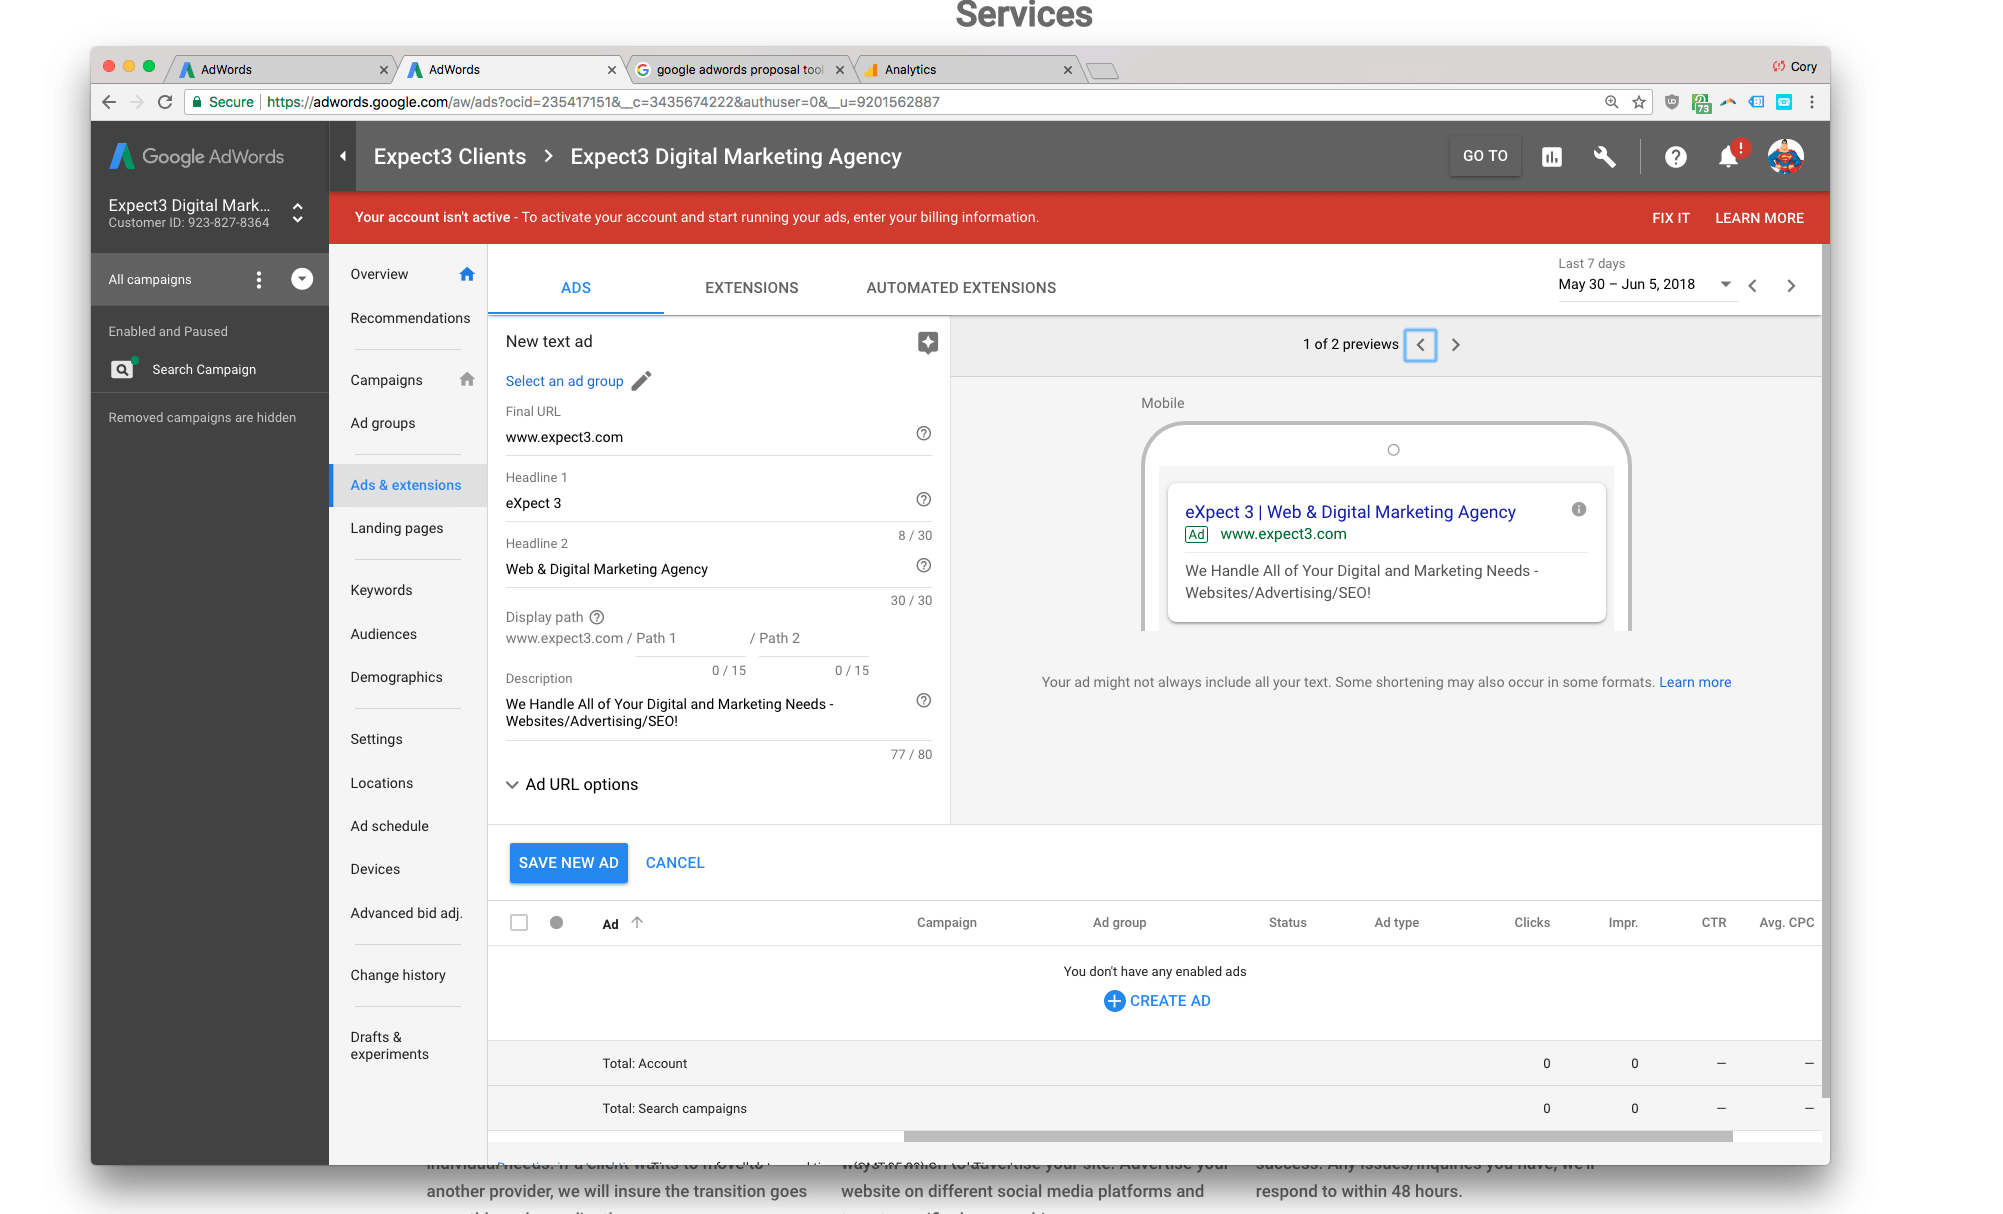 Services
AdWords
AdWords
google adwords proposal tool
Analytics
Cory
Secure
https://adwords.google.com/aw/ads?ocid=235417151&__c=3435674222&authuser=0&__u=9201562887
73
Google AdWords
Expect3 Clients > Expect3 Digital Marketing Agency
GO TO
Expect3 Digital Mark...
Customer ID: 923-827-8364
Your account isn't active - To activate your account and start running your ads, enter your billing information.
FIX IT
LEARN MORE
All campaigns
Enabled and Paused
Search Campaign
Removed campaigns are hidden
Overview
Recommendations
Campaigns
Ad groups
Ads & extensions
Landing pages
Keywords
Audiences
Demographics
Settings
Locations
Ad schedule
Devices
Advanced bid adj.
Change history
Drafts &
experiments
ADS
EXTENSIONS
AUTOMATED EXTENSIONS
Last 7 days
May 30 – Jun 5, 2018
New text ad
Select an ad group
Final URL
www.expect3.com
Headline 1
eXpect 3
8 / 30
Headline 2
Web & Digital Marketing Agency
30 / 30
Display path
www.expect3.com / Path 1 / Path 2
0 / 15
0 / 15
Description
We Handle All of Your Digital and Marketing Needs -
Websites/Advertising/SEO!
77 / 80
Ad URL options
1 of 2 previews
Mobile
eXpect 3 | Web & Digital Marketing Agency
Ad www.expect3.com
We Handle All of Your Digital and Marketing Needs -
Websites/Advertising/SEO!
Your ad might not always include all your text. Some shortening may also occur in some formats. Learn more
SAVE NEW AD
CANCEL
Ad
Campaign
Ad group
Status
Ad type
Clicks
Impr.
CTR
Avg. CPC
You don't have any enabled ads
CREATE AD
Total: Account 0 0 — —
Total: Search campaigns 0 0 — —
another provider, we will insure the transition goes
website on different social media platforms and
success. Any issues/inquiries you have, we'll
respond to within 48 hours.